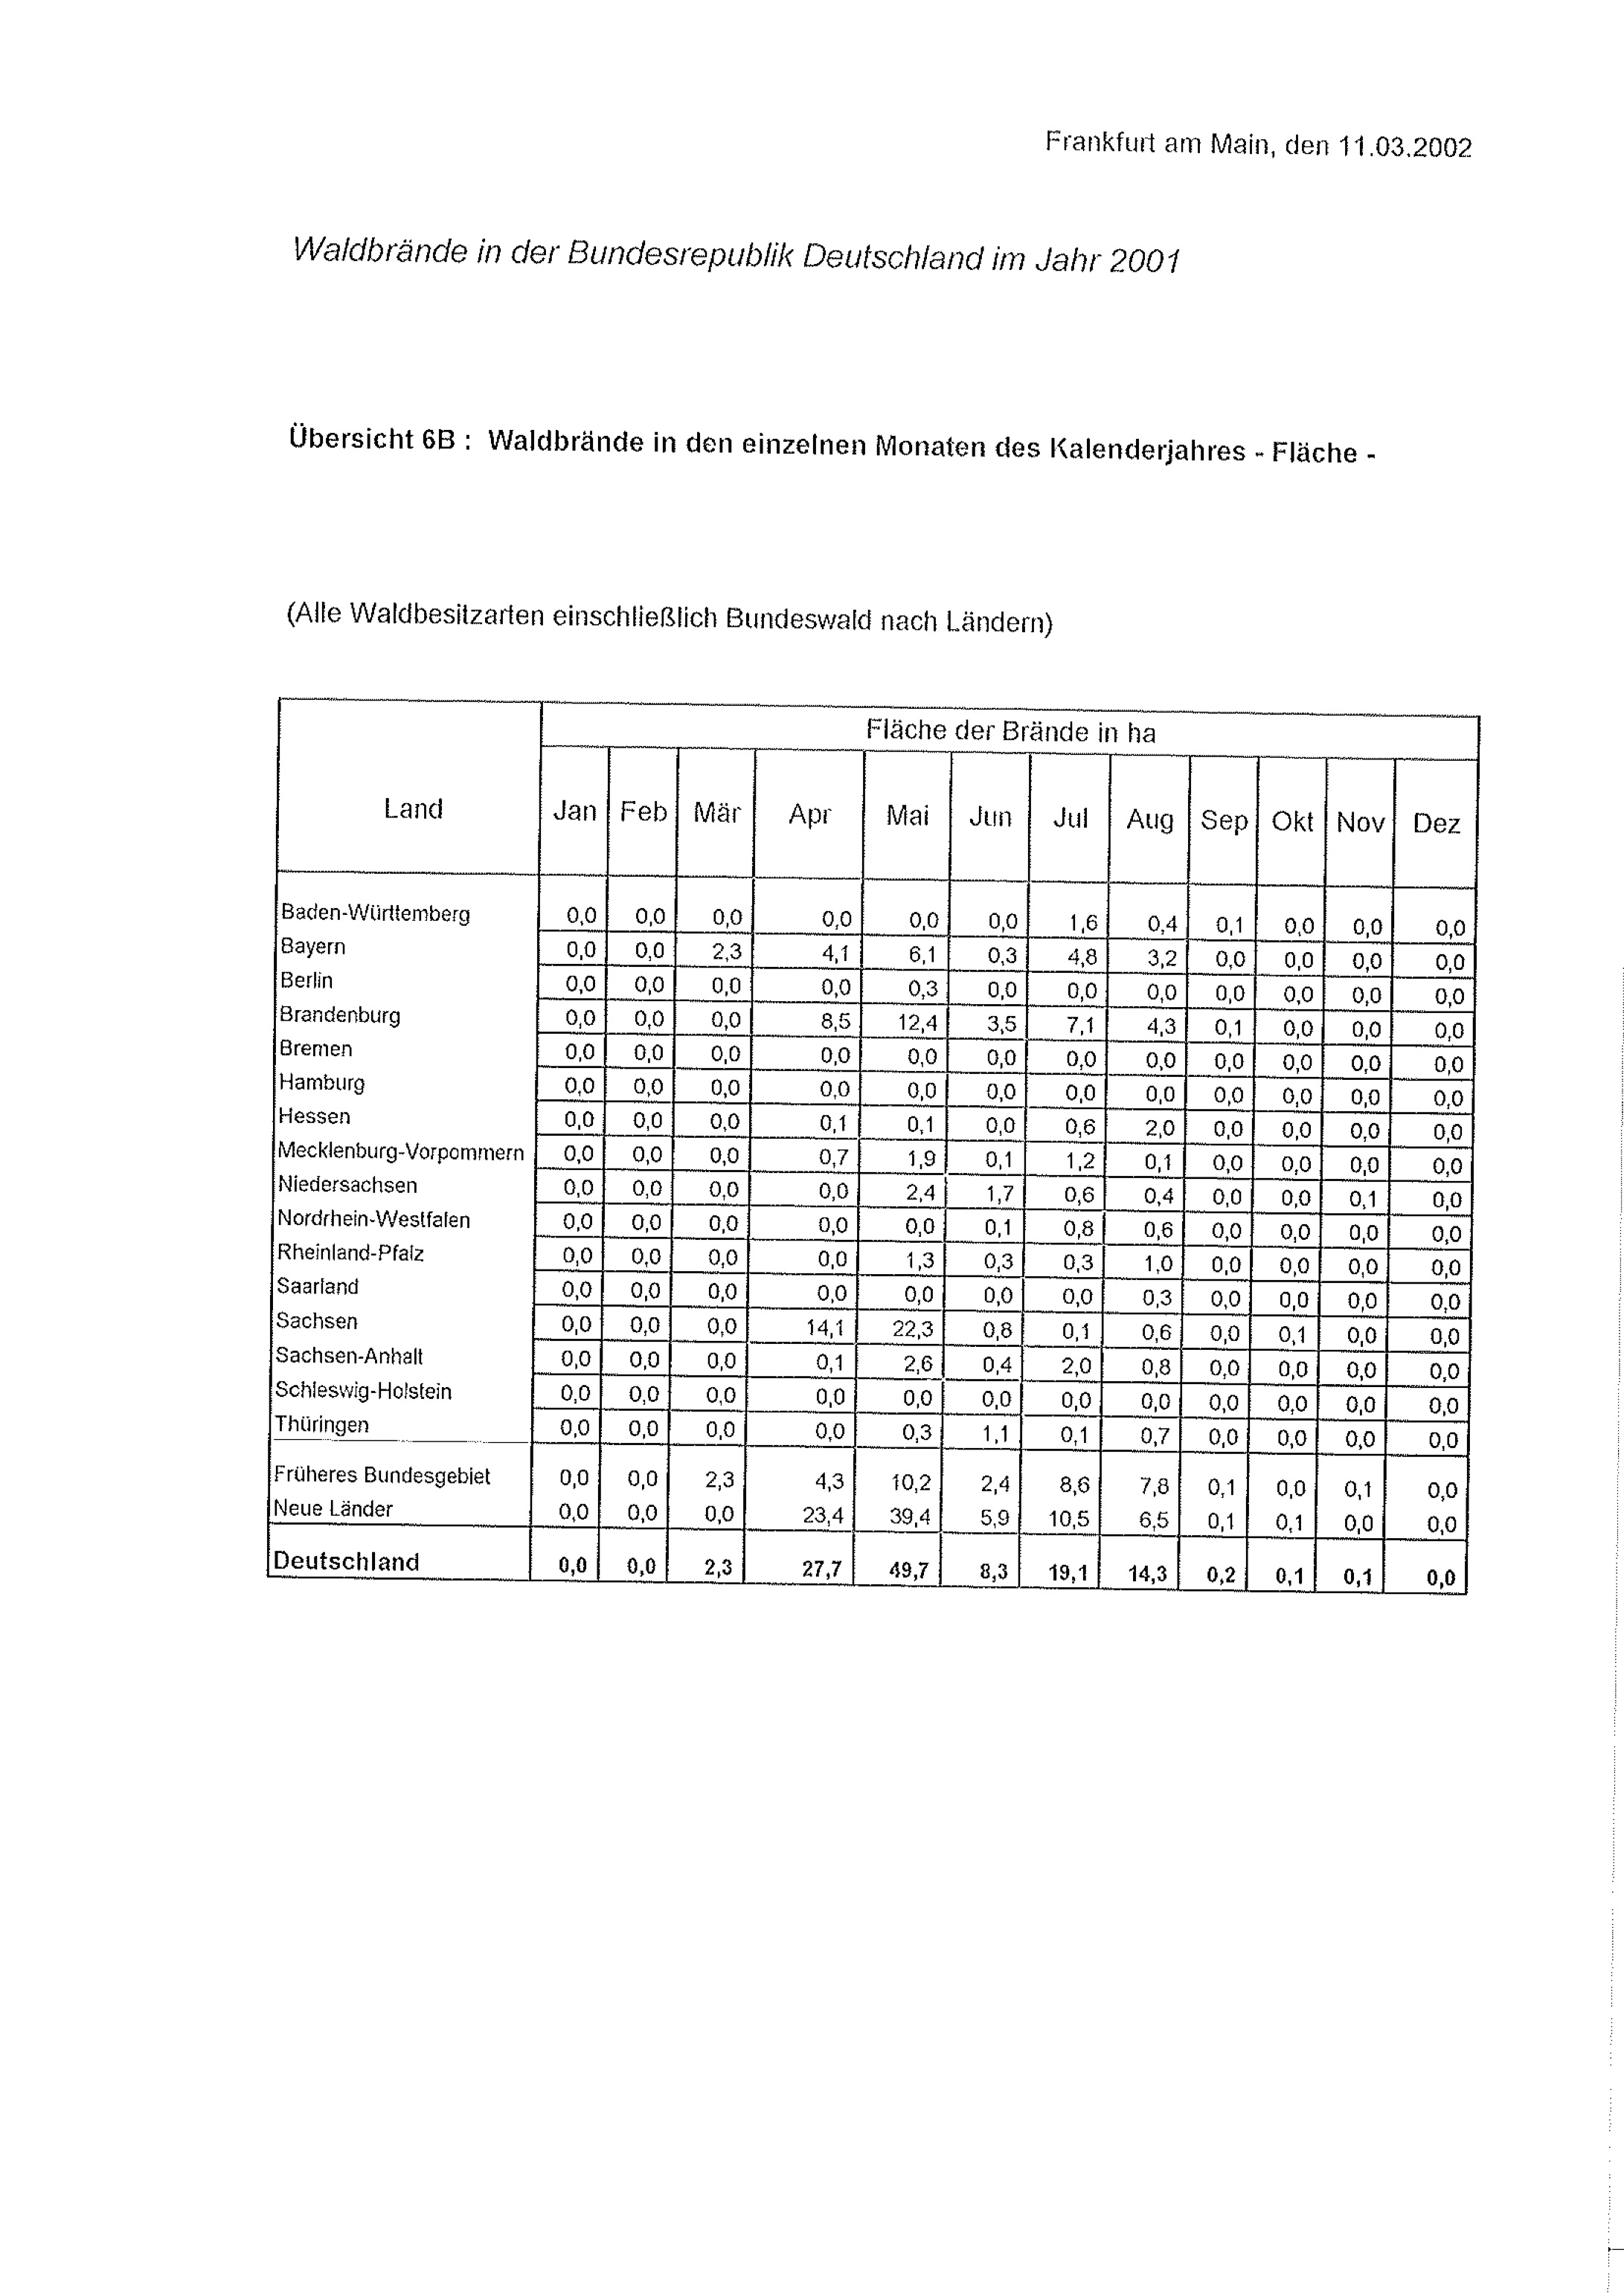 Frankfurt am Main, den 11.03.2002
Waldbrände in der Bundesrepublik Deutschland im Jahr 2001
Übersicht 6B : Waldbrände in den einzelnen Monaten des Kalenderjahres - Fläche -
(Alle Waldbesitzarten einschließlich Bundeswald nach Ländern)
Fläche der Brände in ha
Land Jan Feb Mär Apr Mai Jun Jul Aug Sep Okt Nov Dez
Baden-Württemberg 0,0 0,0 0,0 0,0 0,0 0,0 1,6 0,4 0,1 0,0 0,0 0,0
Bayern 0,0 0,0 2,3 4,1 6,1 0,3 4,8 3,2 0,0 0,0 0,0 0,0
Berlin 0,0 0,0 0,0 0,0 0,3 0,0 0,0 0,0 0,0 0,0 0,0 0,0
Brandenburg 0,0 0,0 0,0 8,5 12,4 3,5 7,1 4,3 0,1 0,0 0,0 0,0
Bremen 0,0 0,0 0,0 0,0 0,0 0,0 0,0 0,0 0,0 0,0 0,0 0,0
Hamburg 0,0 0,0 0,0 0,0 0,0 0,0 0,0 0,0 0,0 0,0 0,0 0,0
Hessen 0,0 0,0 0,0 0,1 0,1 0,0 0,6 2,0 0,0 0,0 0,0 0,0
Mecklenburg-Vorpommern 0,0 0,0 0,0 0,7 1,9 0,1 1,2 0,1 0,0 0,0 0,0 0,0
Niedersachsen 0,0 0,0 0,0 0,0 2,4 1,7 0,6 0,4 0,0 0,0 0,1 0,0
Nordrhein-Westfalen 0,0 0,0 0,0 0,0 0,0 0,1 0,8 0,6 0,0 0,0 0,0 0,0
Rheinland-Pfalz 0,0 0,0 0,0 0,0 1,3 0,3 0,3 1,0 0,0 0,0 0,0 0,0
Saarland 0,0 0,0 0,0 0,0 0,0 0,0 0,0 0,3 0,0 0,0 0,0 0,0
Sachsen 0,0 0,0 0,0 14,1 22,3 0,8 0,1 0,6 0,0 0,1 0,0 0,0
Sachsen-Anhalt 0,0 0,0 0,0 0,1 2,6 0,4 2,0 0,8 0,0 0,0 0,0 0,0
Schleswig-Holstein 0,0 0,0 0,0 0,0 0,0 0,0 0,0 0,0 0,0 0,0 0,0 0,0
Thüringen 0,0 0,0 0,0 0,0 0,3 1,1 0,1 0,7 0,0 0,0 0,0 0,0
Früheres Bundesgebiet 0,0 0,0 2,3 4,3 10,2 2,4 8,6 7,8 0,1 0,0 0,1 0,0
Neue Länder 0,0 0,0 0,0 23,4 39,4 5,9 10,5 6,5 0,1 0,1 0,0 0,0
Deutschland 0,0 0,0 2,3 27,7 49,7 8,3 19,1 14,3 0,2 0,1 0,1 0,0